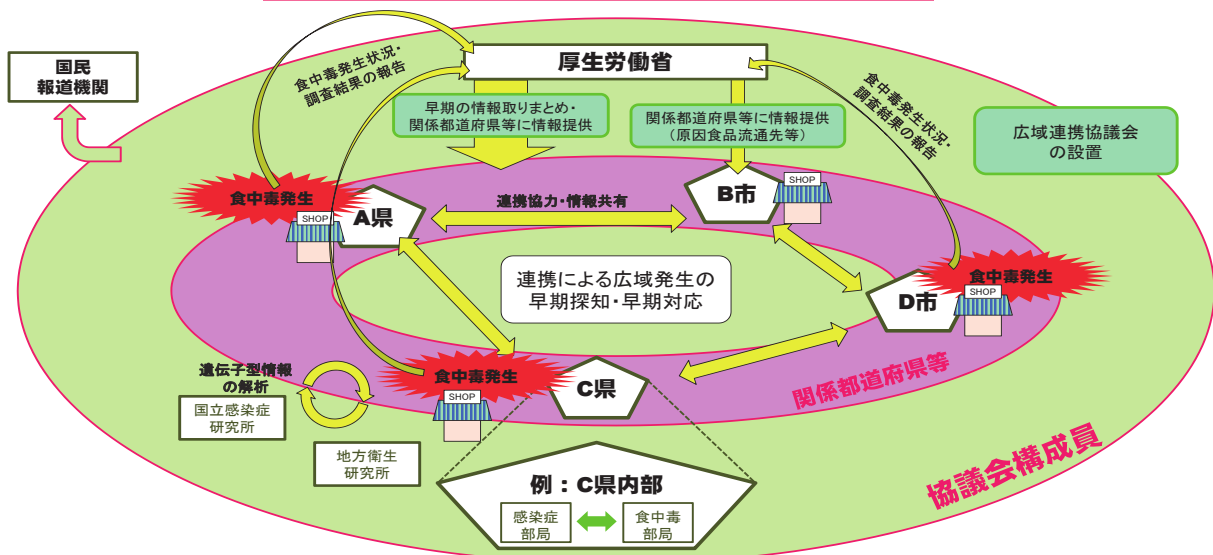 国民
報道機関
食中毒発生状況・
調査結果の報告
厚生労働省
食中毒発生状況・
調査結果の報告
早期の情報取りまとめ・
関係都道府県等に情報提供
関係都道府県等に情報提供
（原因食品流通先等）
広域連携協議会
の設置
食中毒発生
SHOP
A県
連携協力・情報共有
B市
SHOP
連携による広域発生の
早期探知・早期対応
食中毒発生
SHOP
D市
遺伝子型情報
の解析
国立感染症
研究所
地方衛生
研究所
食中毒発生
SHOP
C県
関係都道府県等
協議会構成員
例：C県内部
感染症
部局
食中毒
部局